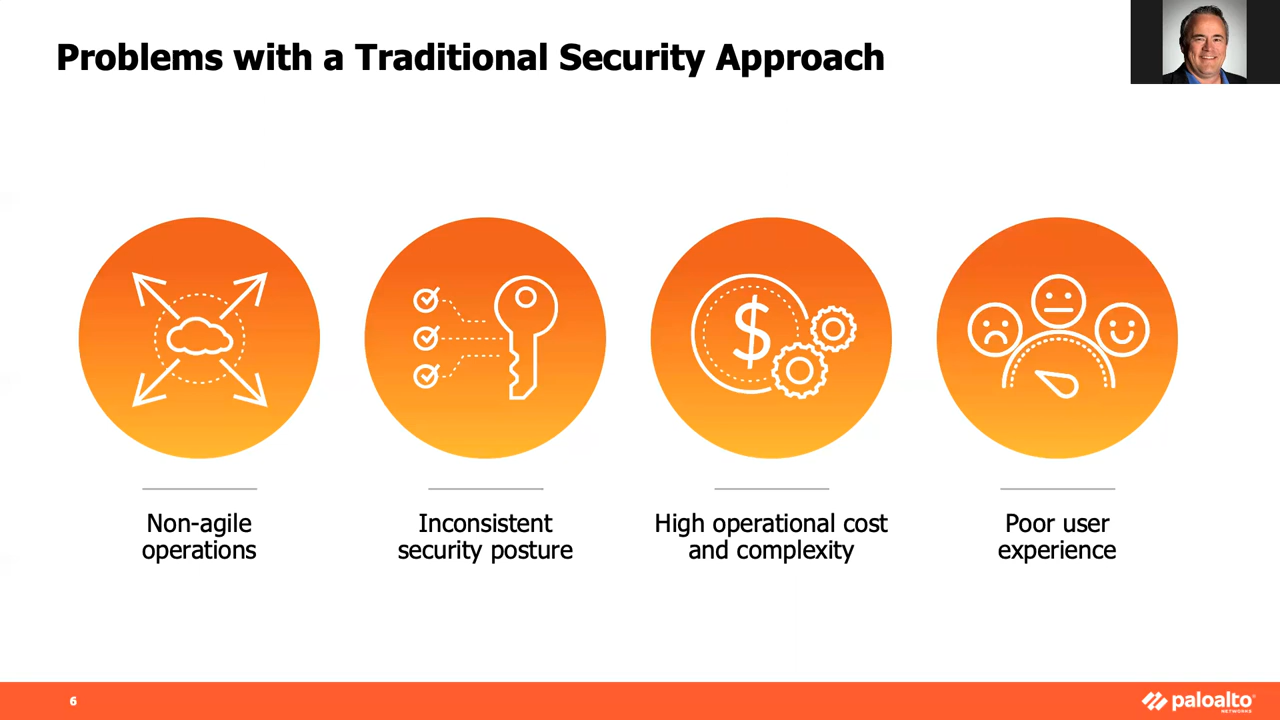 Problems with a Traditional Security Approach
$
Non-agile
operations
Inconsistent
security posture
High operational cost
and complexity
Poor user
experience
6
paloalto
NETWORKS